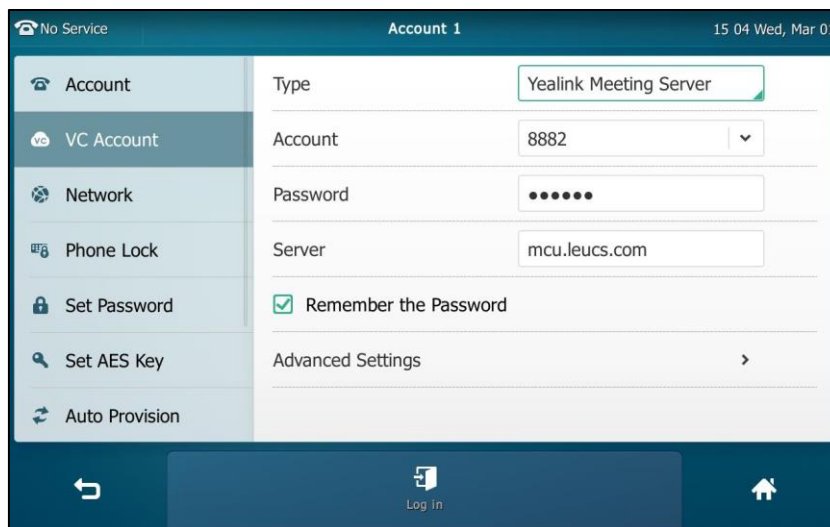 No Service Account 1 15 04 Wed, Mar 0
Account
VC Account
Network
Phone Lock
Set Password
Set AES Key
Auto Provision
Type Yealink Meeting Server
Account 8882
Password ••••••
Server mcu.leucs.com
Remember the Password
Advanced Settings
Log In